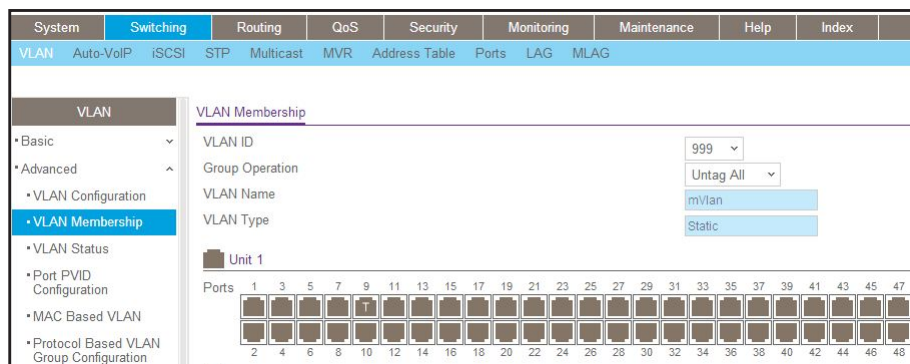 System Switching Routing QoS Security Monitoring Maintenance Help Index
VLAN Auto-VoIP iSCSI STP Multicast MVR Address Table Ports LAG MLAG
VLAN
Basic
Advanced
VLAN Configuration
VLAN Membership
VLAN Status
Port PVID
Configuration
MAC Based VLAN
Protocol Based VLAN
Group Configuration
VLAN Membership
VLAN ID 999
Group Operation Untag All
VLAN Name mVlan
VLAN Type Static
Unit 1
Ports 1 3 5 7 9 11 13 15 17 19 21 23 25 27 29 31 33 35 37 39 41 43 45 47
T
2 4 6 8 10 12 14 16 18 20 22 24 26 28 30 32 34 36 38 40 42 44 46 48